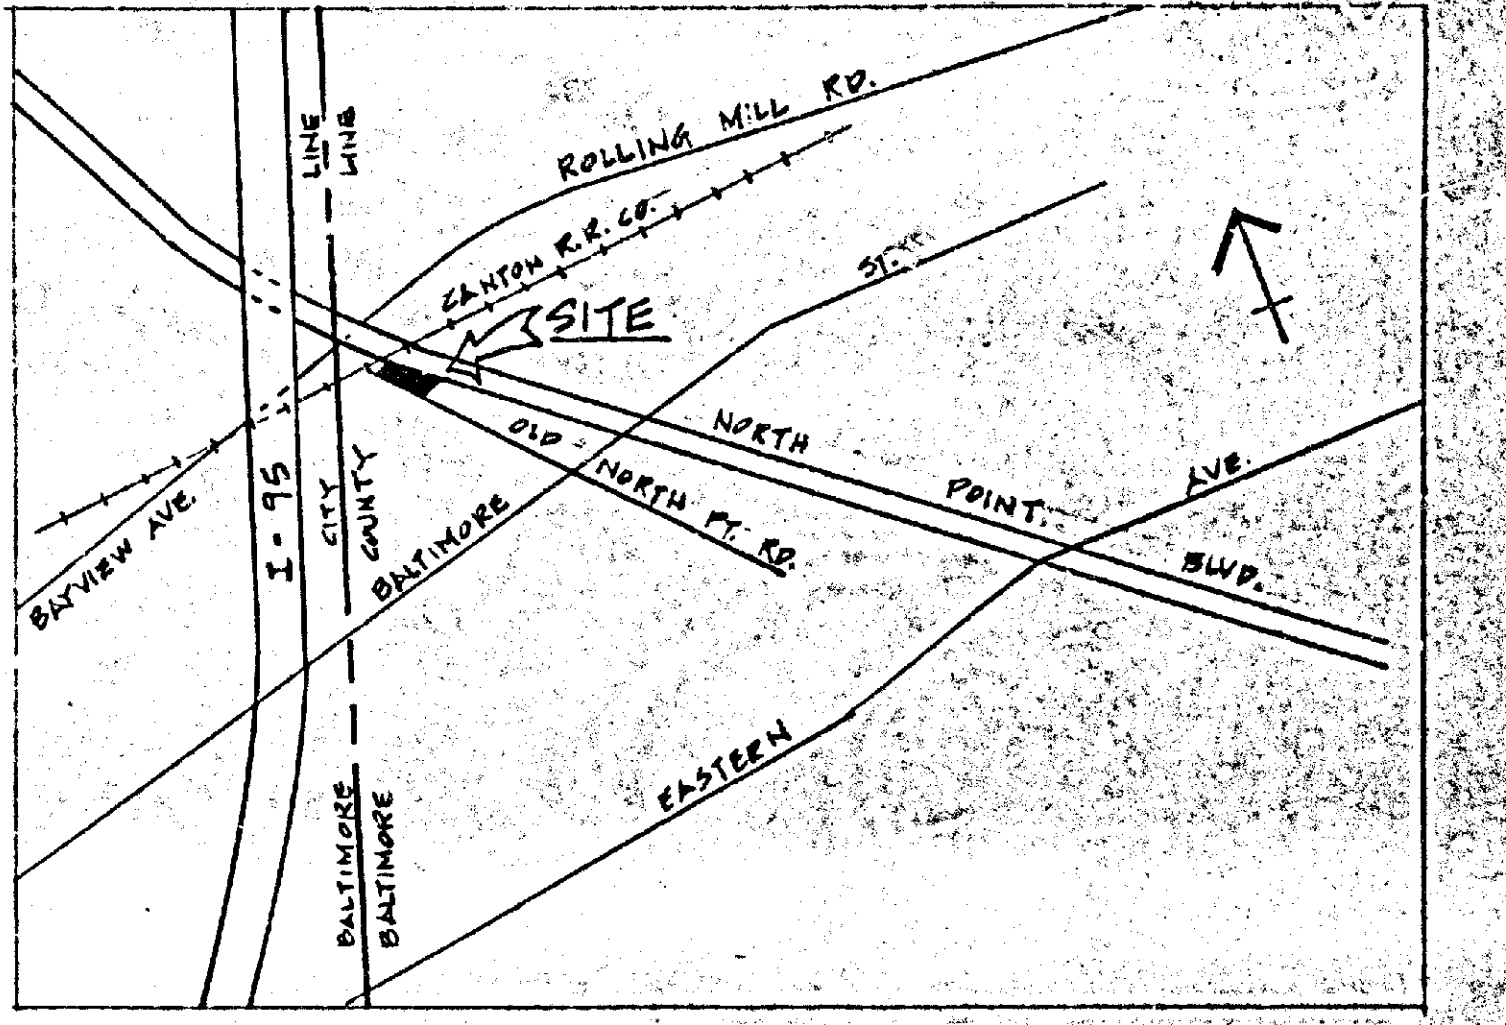 ROLLING MILL RD.
CANTON R.R. CO.
SITE
ST.
NORTH POINT BLVD.
OLD NORTH PT. RD.
EASTERN AVE.
BALTIMORE
BAYVIEW AVE.
I-95
BALTIMORE CITY LINE
BALTIMORE COUNTY LINE